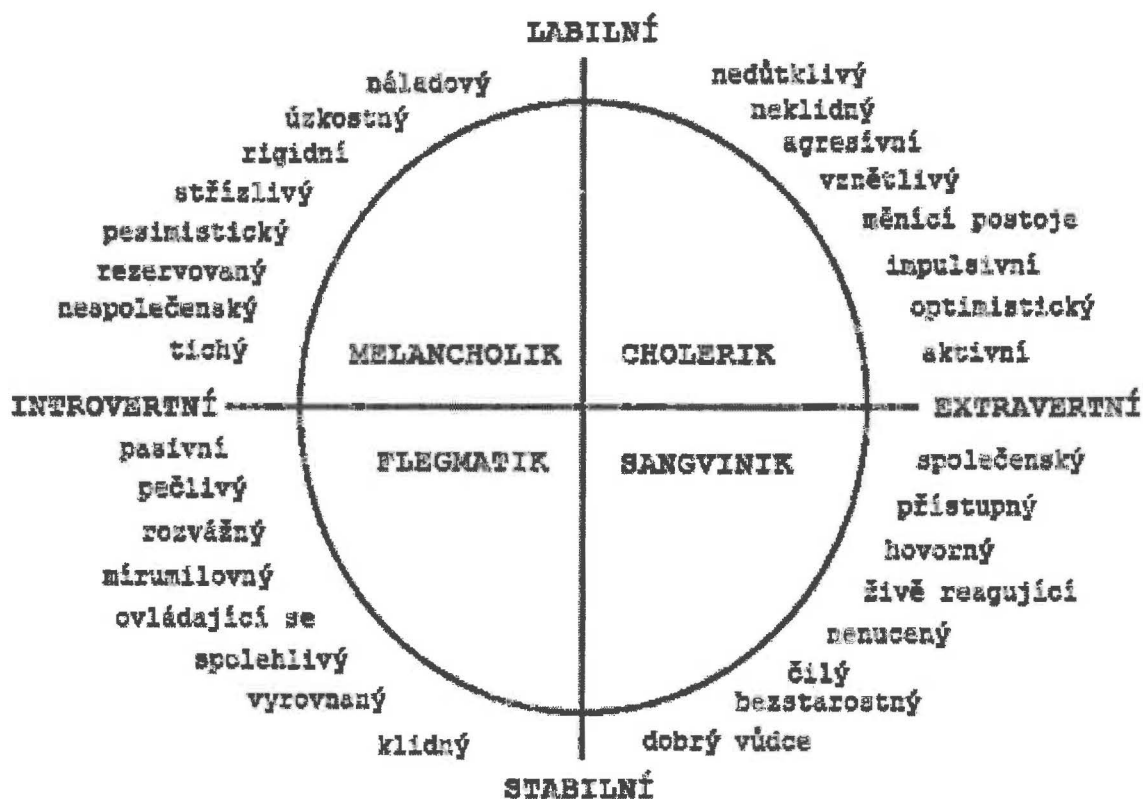 LABILNÍ
náladový
nedůtklivý
úzkostný
neklidný
rigidní
agresívní
střízlivý
vznětlivý
pesimistický
měnící postoje
rezervovaný
impulsivní
nespolečenský
optimistický
tichý
MELANCHOLIK
CHOLERIK
aktivní
INTROVERTNÍ
EXTRAVERTNÍ
pasívní
FLEGMATIK
SANGVINIK
společenský
pečlivý
přístupný
rozvážný
hovorný
mírumilovný
živě reagující
ovládající se
nenucený
spolehlivý
čilý
vyrovnaný
bezstarostný
klidný
dobrý vůdce
STABILNÍ